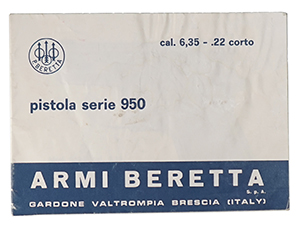 cal. 6,35 - .22 corto
P. BERETTA
pistola serie 950
ARMI BERETTA
S. p. a.
GARDONE VALTROMPIA BRESCIA (ITALY)